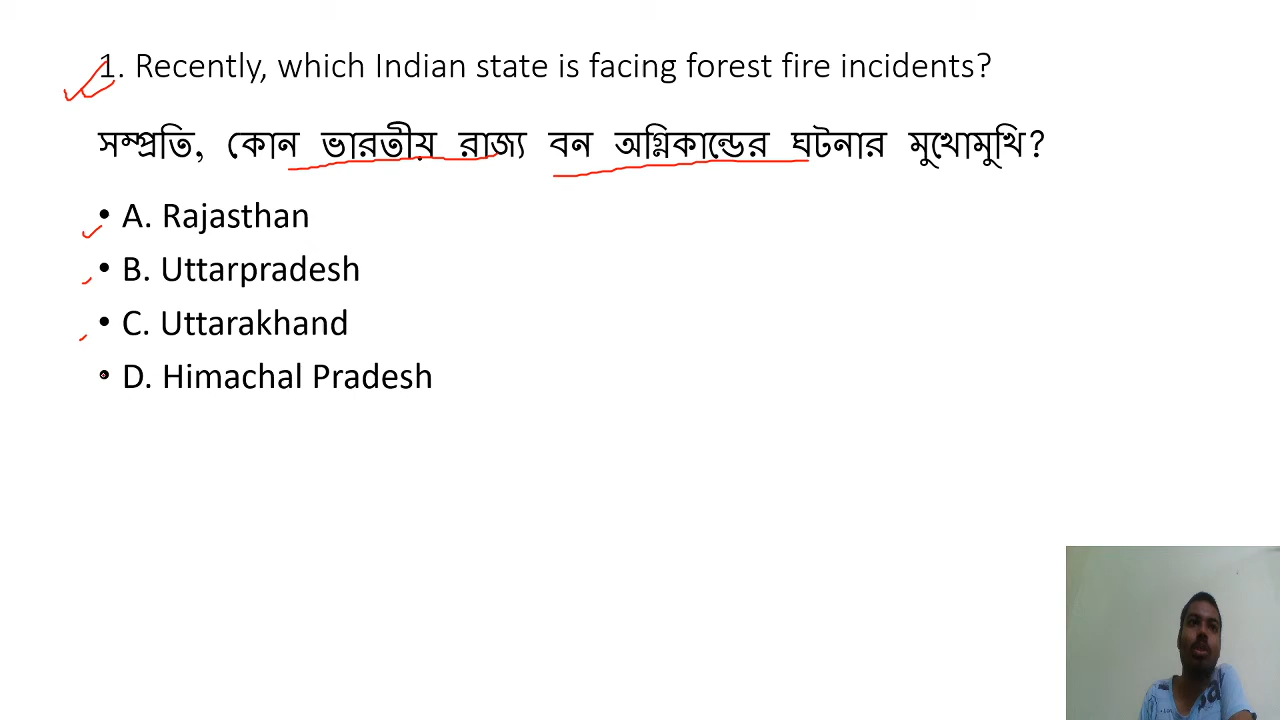 1. Recently, which Indian state is facing forest fire incidents?
সম্প্রতি, কোন ভারতীয় রাজ্য বন অগ্নিকান্ডের ঘটনার মুখোমুখি?
• A. Rajasthan
• B. Uttarpradesh
• C. Uttarakhand
• D. Himachal Pradesh